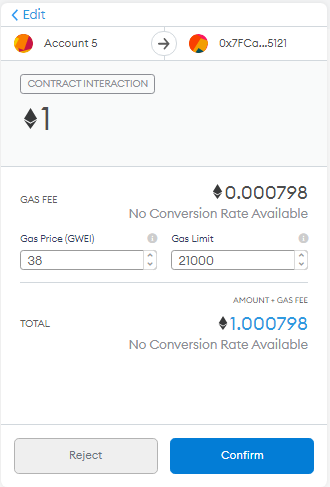 Edit
Account 5
0x7FCa...5121
CONTRACT INTERACTION
1
GAS FEE
0.000798
No Conversion Rate Available
Gas Price (GWEI)
Gas Limit
38
21000
AMOUNT + GAS FEE
TOTAL
1.000798
No Conversion Rate Available
Reject
Confirm